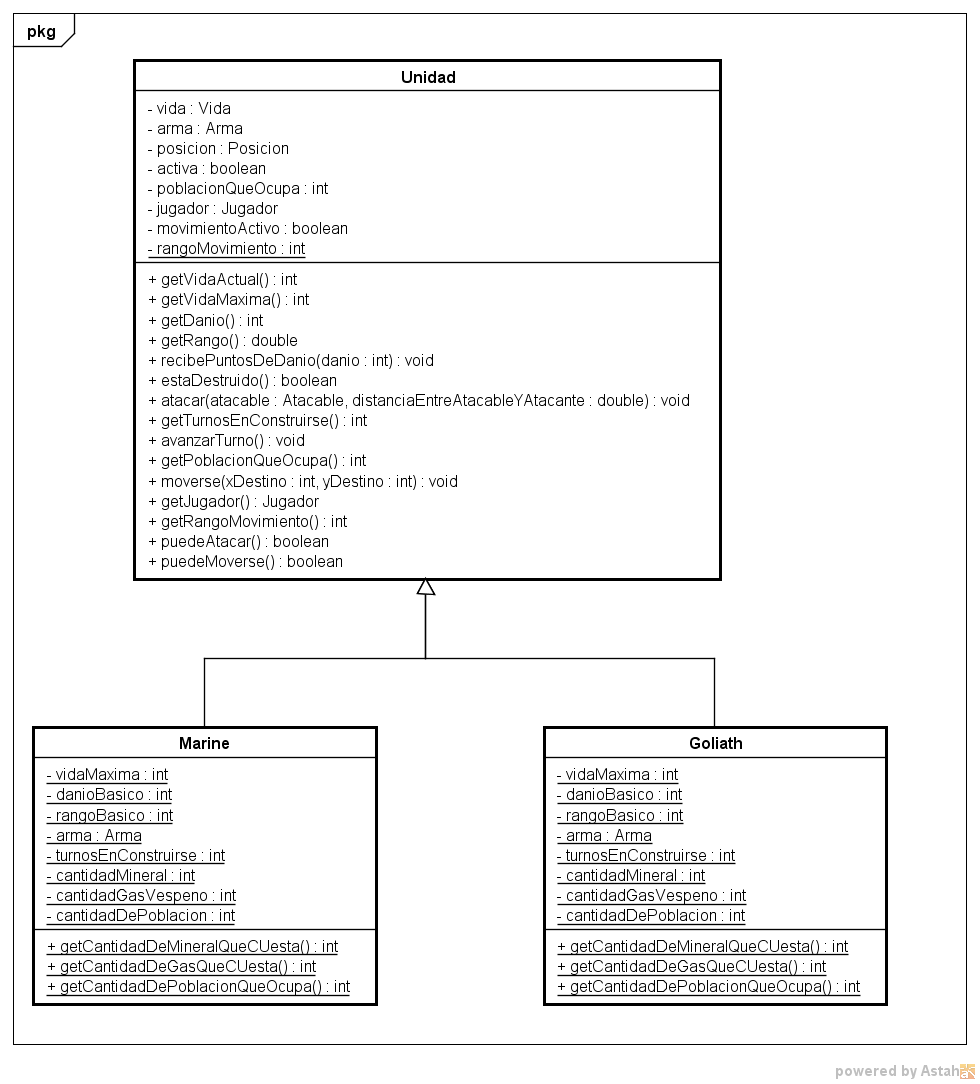 pkg
Unidad
- vida : Vida
- arma : Arma
- posicion : Posicion
- activa : boolean
- poblacionQueOcupa : int
- jugador : Jugador
- movimientoActivo : boolean
- rangoMovimiento : int
+ getVidaActual() : int
+ getVidaMaxima() : int
+ getDanio() : int
+ getRango() : double
+ recibePuntosDeDanio(danio : int) : void
+ estaDestruido() : boolean
+ atacar(atacable : Atacable, distanciaEntreAtacableYAtacante : double) : void
+ getTurnosEnConstruirse() : int
+ avanzarTurno() : void
+ getPoblacionQueOcupa() : int
+ moverse(xDestino : int, yDestino : int) : void
+ getJugador() : Jugador
+ getRangoMovimiento() : int
+ puedeAtacar() : boolean
+ puedeMoverse() : boolean
Marine
- vidaMaxima : int
- danioBasico : int
- rangoBasico : int
- arma : Arma
- turnosEnConstruirse : int
- cantidadMineral : int
- cantidadGasVespeno : int
- cantidadDePoblacion : int
+ getCantidadDeMineralQueCUesta() : int
+ getCantidadDeGasQueCUesta() : int
+ getCantidadDePoblacionQueOcupa() : int
Goliath
- vidaMaxima : int
- danioBasico : int
- rangoBasico : int
- arma : Arma
- turnosEnConstruirse : int
- cantidadMineral : int
- cantidadGasVespeno : int
- cantidadDePoblacion : int
+ getCantidadDeMineralQueCUesta() : int
+ getCantidadDeGasQueCUesta() : int
+ getCantidadDePoblacionQueOcupa() : int
powered by Astah